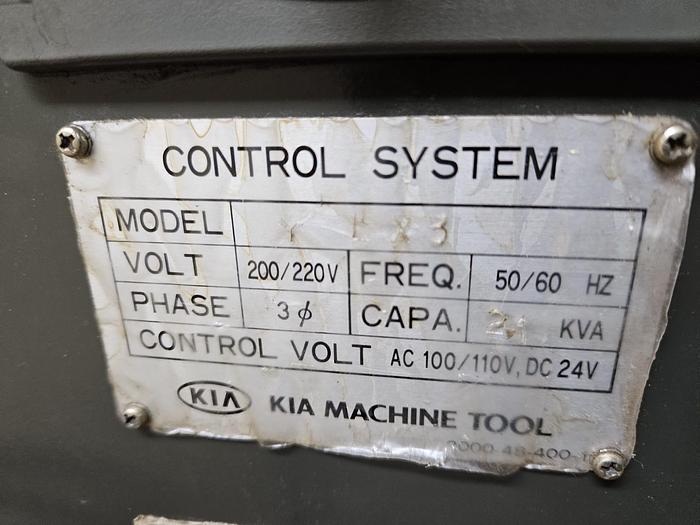 CONTROL SYSTEM
MODEL
VOLT 200/220V FREQ. 50/60 HZ
PHASE 3φ CAPA. KVA
CONTROL VOLT AC 100/110V, DC 24V
KIA KIA MACHINE TOOL